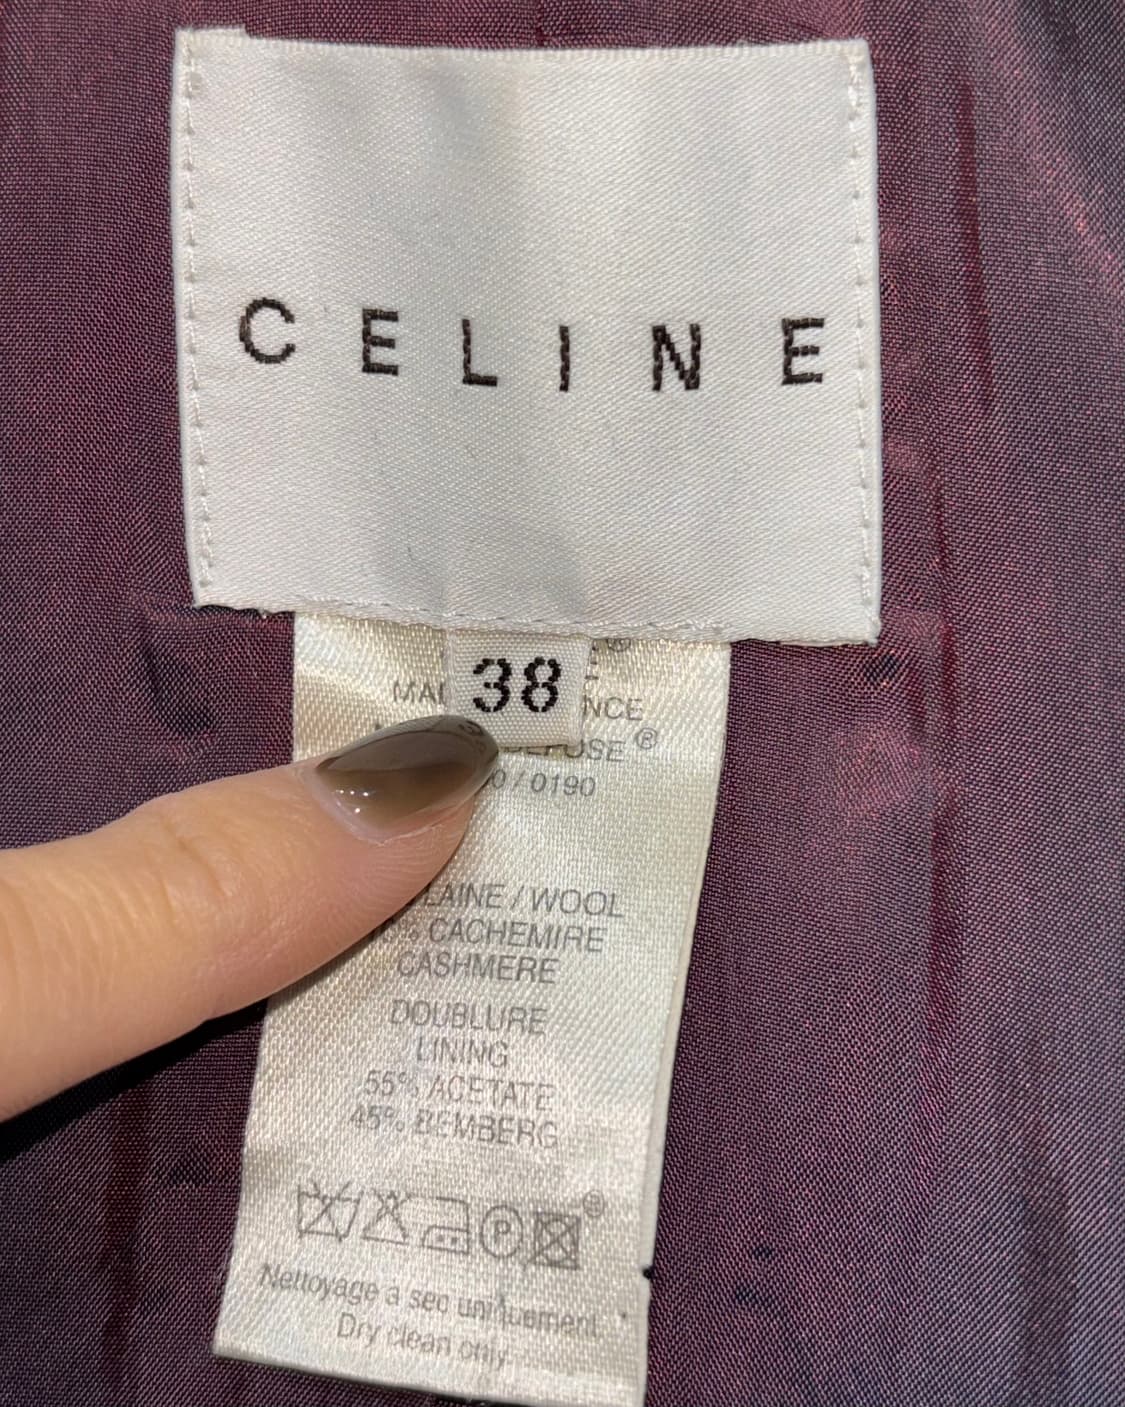 CELINE
38
®
MA NCE
USE ®
0/0190
LAINE / WOOL
% CACHEMIRE
CASHMERE
DOUBLURE
LINING
55% ACETATE
45% BEMBERG
P
®
Nettoyage a sec uniquement
Dry clean only